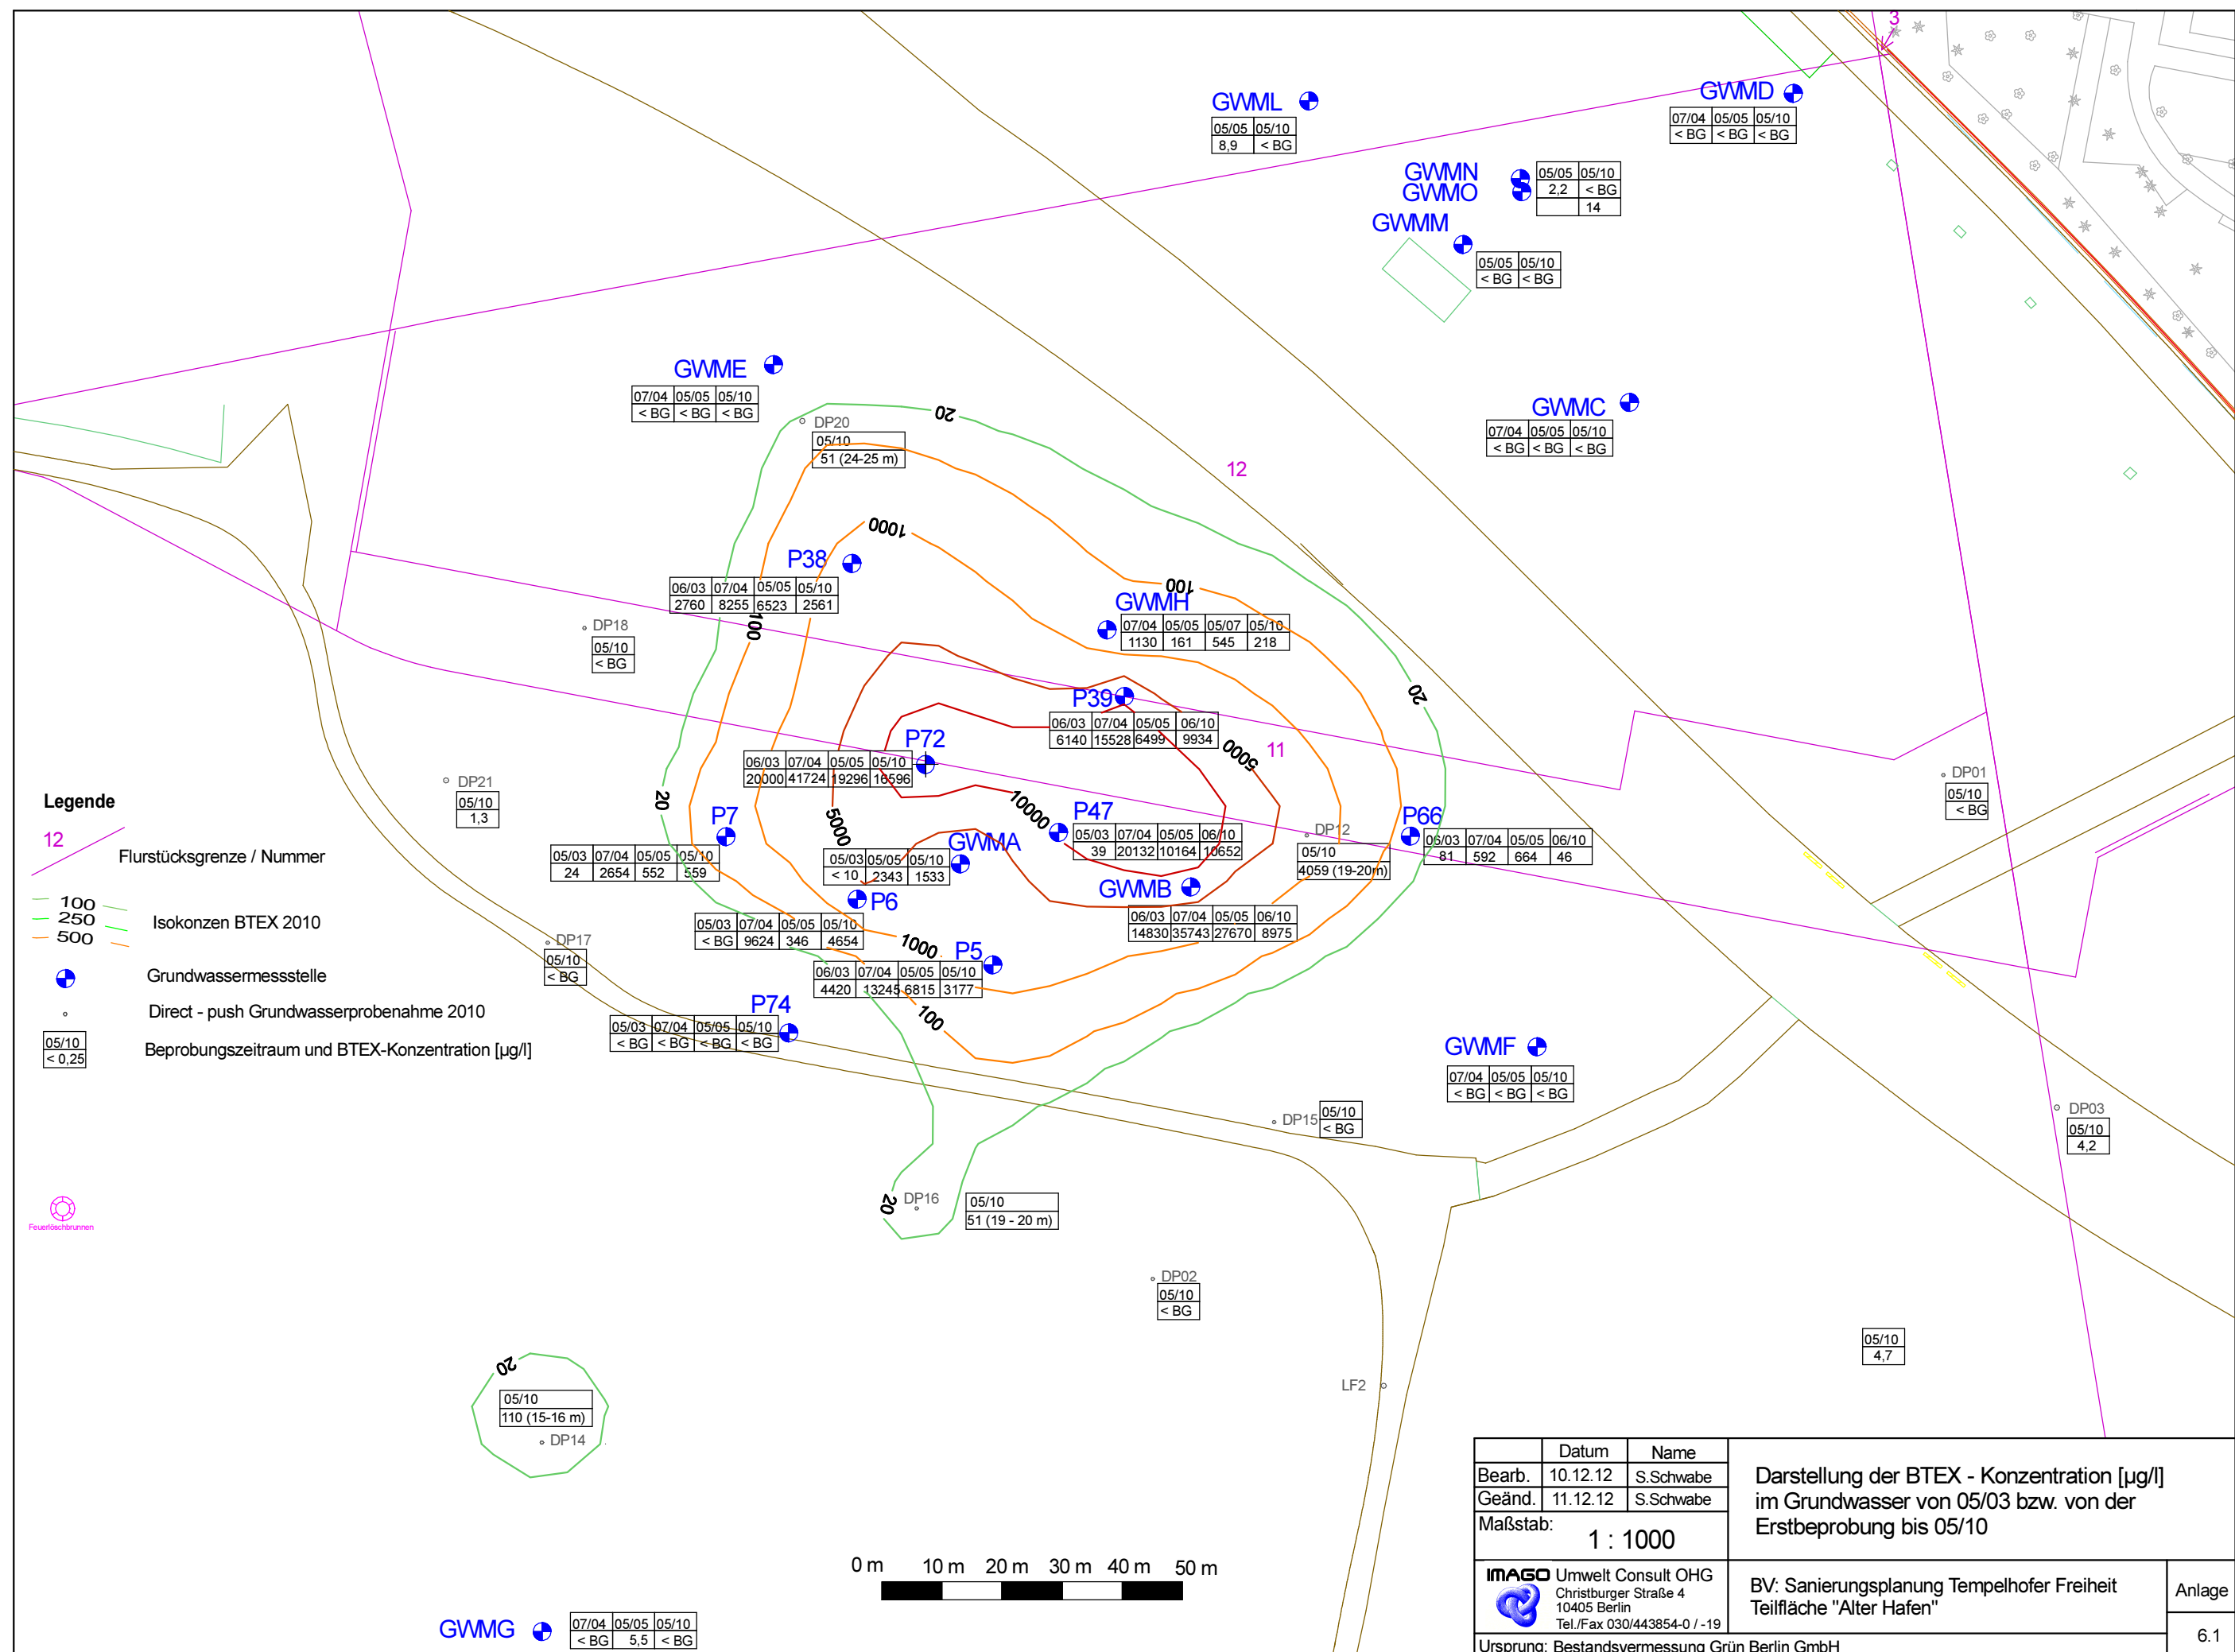 3
GWML
05/05 05/10
8,9 < BG
GWMD
07/04 05/05 05/10
< BG < BG < BG
GWMN
GWMO
05/05 05/10
2,2 < BG
14
GWMM
05/05 05/10
< BG < BG
GWME
07/04 05/05 05/10
< BG < BG < BG
20
DP20
05/10
51 (24-25 m)
GWMC
07/04 05/05 05/10
< BG < BG < BG
12
1000
P38
06/03 07/04 05/05 05/10
2760 8255 6523 2561
100
100
GWMH
07/04 05/05 05/07 05/10
1130 161 545 218
DP18
05/10
< BG
20
P39
06/03 07/04 05/05 06/10
6140 15528 6499 9934
11
5000
P72
06/03 07/04 05/05 05/10
20000 41724 19296 16596
DP21
05/10
1,3
20
5000
10000
DP01
05/10
< BG
P7
05/03 07/04 05/05 05/10
24 2654 552 559
GWMA
05/03 05/05 05/10
< 10 2343 1533
P47
05/03 07/04 05/05 06/10
39 20132 10164 10652
DP12
05/10
4059 (19-20m)
P66
06/03 07/04 05/05 06/10
81 592 664 46
P6
05/03 07/04 05/05 05/10
< BG 9624 346 4654
GWMB
06/03 07/04 05/05 06/10
14830 35743 27670 8975
1000
P5
06/03 07/04 05/05 05/10
4420 13245 6815 3177
100
DP17
05/10
< BG
P74
05/03 07/04 05/05 05/10
< BG < BG < BG < BG
GWMF
07/04 05/05 05/10
< BG < BG < BG
DP15
05/10
< BG
DP03
05/10
4,2
20
DP16
05/10
51 (19 - 20 m)
DP02
05/10
< BG
05/10
4,7
LF2
20
05/10
110 (15-16 m)
DP14
GWMG
07/04 05/05 05/10
< BG 5,5 < BG
Legende
12
Flurstücksgrenze / Nummer
100
250
500
Isokonzen BTEX 2010
Grundwassermessstelle
Direct - push Grundwasserprobenahme 2010
05/10
< 0,25
Beprobungszeitraum und BTEX-Konzentration [µg/l]
Feuerlöschbrunnen
0 m 10 m 20 m 30 m 40 m 50 m
Datum Name
Bearb. 10.12.12 S.Schwabe
Geänd. 11.12.12 S.Schwabe
Maßstab:
1 : 1000
Darstellung der BTEX - Konzentration [µg/l]
im Grundwasser von 05/03 bzw. von der
Erstbeprobung bis 05/10
IMAGO Umwelt Consult OHG
Christburger Straße 4
10405 Berlin
Tel./Fax 030/443854-0 / -19
BV: Sanierungsplanung Tempelhofer Freiheit
Teilfläche "Alter Hafen"
Anlage
6.1
Ursprung: Bestandsvermessung Grün Berlin GmbH